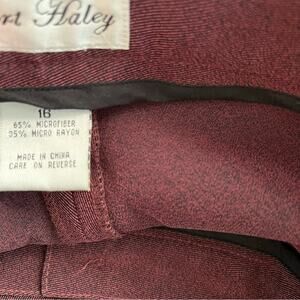 rt Haley
16
65% MICROFIBER
35% MICRO RAYON
MADE IN CHINA
CARE ON REVERSE